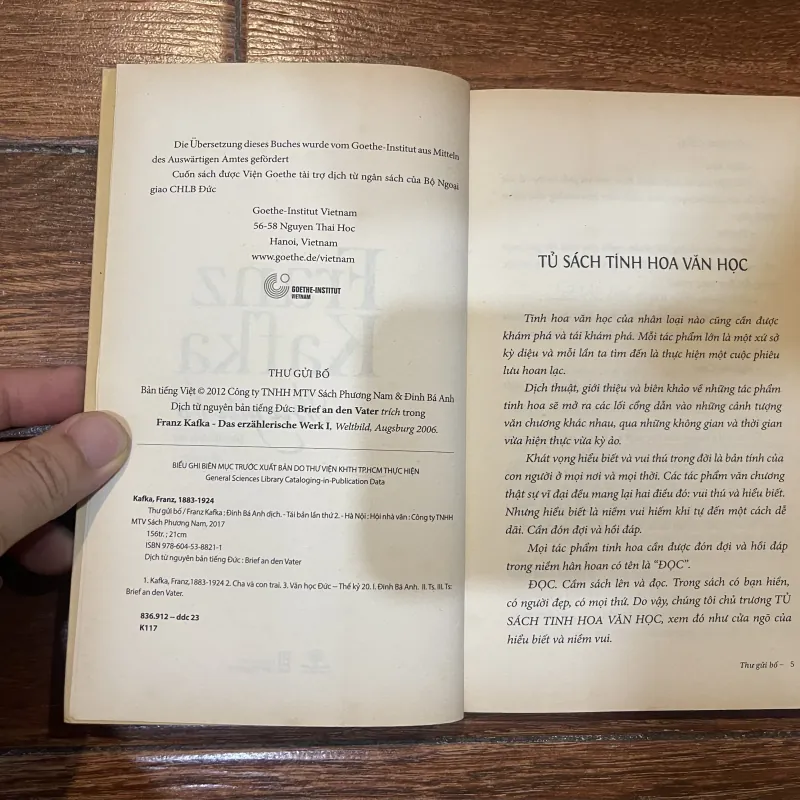 Die Übersetzung dieses Buches wurde vom Goethe-Institut aus Mitteln
des Auswärtigen Amtes gefördert
Cuốn sách được Viện Goethe tài trợ dịch từ ngân sách của Bộ Ngoại
giao CHLB Đức
Goethe-Institut Vietnam
56-58 Nguyen Thai Hoc
Hanoi, Vietnam
www.goethe.de/vietnam
GOETHE-INSTITUT
VIETNAM
Franz
Kafka
THƯ GỬI BỐ
Bản tiếng Việt © 2012 Công ty TNHH MTV Sách Phương Nam & Đinh Bá Anh
Dịch từ nguyên bản tiếng Đức: Brief an den Vater trích trong
Franz Kafka - Das erzählerische Werk I, Weltbild, Augsburg 2006.
BIỂU GHI BIÊN MỤC TRƯỚC XUẤT BẢN DO THƯ VIỆN KHTH TP.HCM THỰC HIỆN
General Sciences Library Cataloging-in-Publication Data
Kafka, Franz, 1883-1924
Thư gửi bố / Franz Kafka ; Đinh Bá Anh dịch. - Tái bản lần thứ 2. - Hà Nội : Hội nhà văn : Công ty TNHH
MTV Sách Phương Nam, 2017
156tr. ; 21cm
ISBN 978-604-53-8821-1
Dịch từ nguyên bản tiếng Đức : Brief an den Vater
1. Kafka, Franz, 1883-1924 2. Cha và con trai. 3. Văn học Đức -- Thế kỷ 20. I. Đinh Bá Anh. II. Ts. III. Ts:
Brief an den Vater.
836.912 -- ddc 23
K117
TỦ SÁCH TINH HOA VĂN HỌC
Tinh hoa văn học của nhân loại nào cũng cần được
khám phá và tái khám phá. Mỗi tác phẩm lớn là một xứ sở
kỳ diệu và mỗi lần ta tìm đến là thực hiện một cuộc phiêu
lưu hoan lạc.
Dịch thuật, giới thiệu và biên khảo về những tác phẩm
tinh hoa sẽ mở ra các lối cổng dẫn vào những cảnh tượng
văn chương khác nhau, qua những không gian và thời gian
vừa hiện thực vừa kỳ ảo.
Khát vọng hiểu biết và vui thú trong đời là bản tính của
con người ở mọi nơi và mọi thời. Các tác phẩm văn chương
thật sự vĩ đại đều mang lại hai điều đó: vui thú và hiểu biết.
Nhưng hiểu biết là niềm vui hiếm khi tự đến một cách dễ
dãi. Cần đón đợi và hồi đáp.
Mọi tác phẩm tinh hoa cần được đón đợi và hồi đáp
trong niềm hân hoan có tên là “ĐỌC”.
ĐỌC. Cầm sách lên và đọc. Trong sách có bạn hiền,
có người đẹp, có mọi thứ. Do vậy, chúng tôi chủ trương TỦ
SÁCH TINH HOA VĂN HỌC, xem đó như cửa ngõ của
hiểu biết và niềm vui.
Thư gửi bố – 5